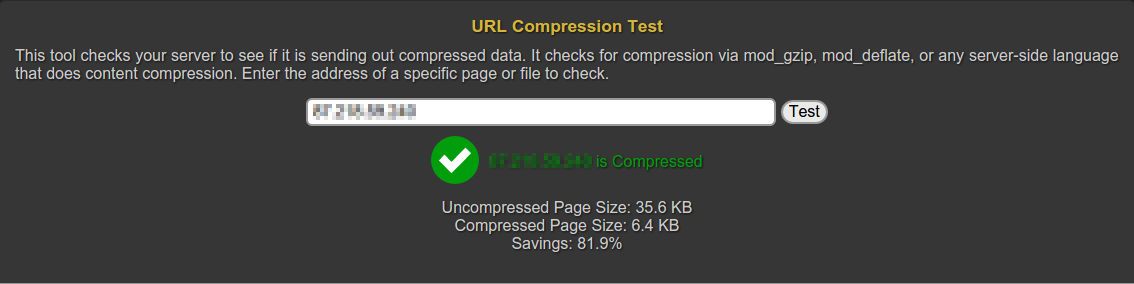 URL Compression Test
This tool checks your server to see if it is sending out compressed data. It checks for compression via mod_gzip, mod_deflate, or any server-side language
that does content compression. Enter the address of a specific page or file to check.
Test
is Compressed
Uncompressed Page Size: 35.6 KB
Compressed Page Size: 6.4 KB
Savings: 81.9%